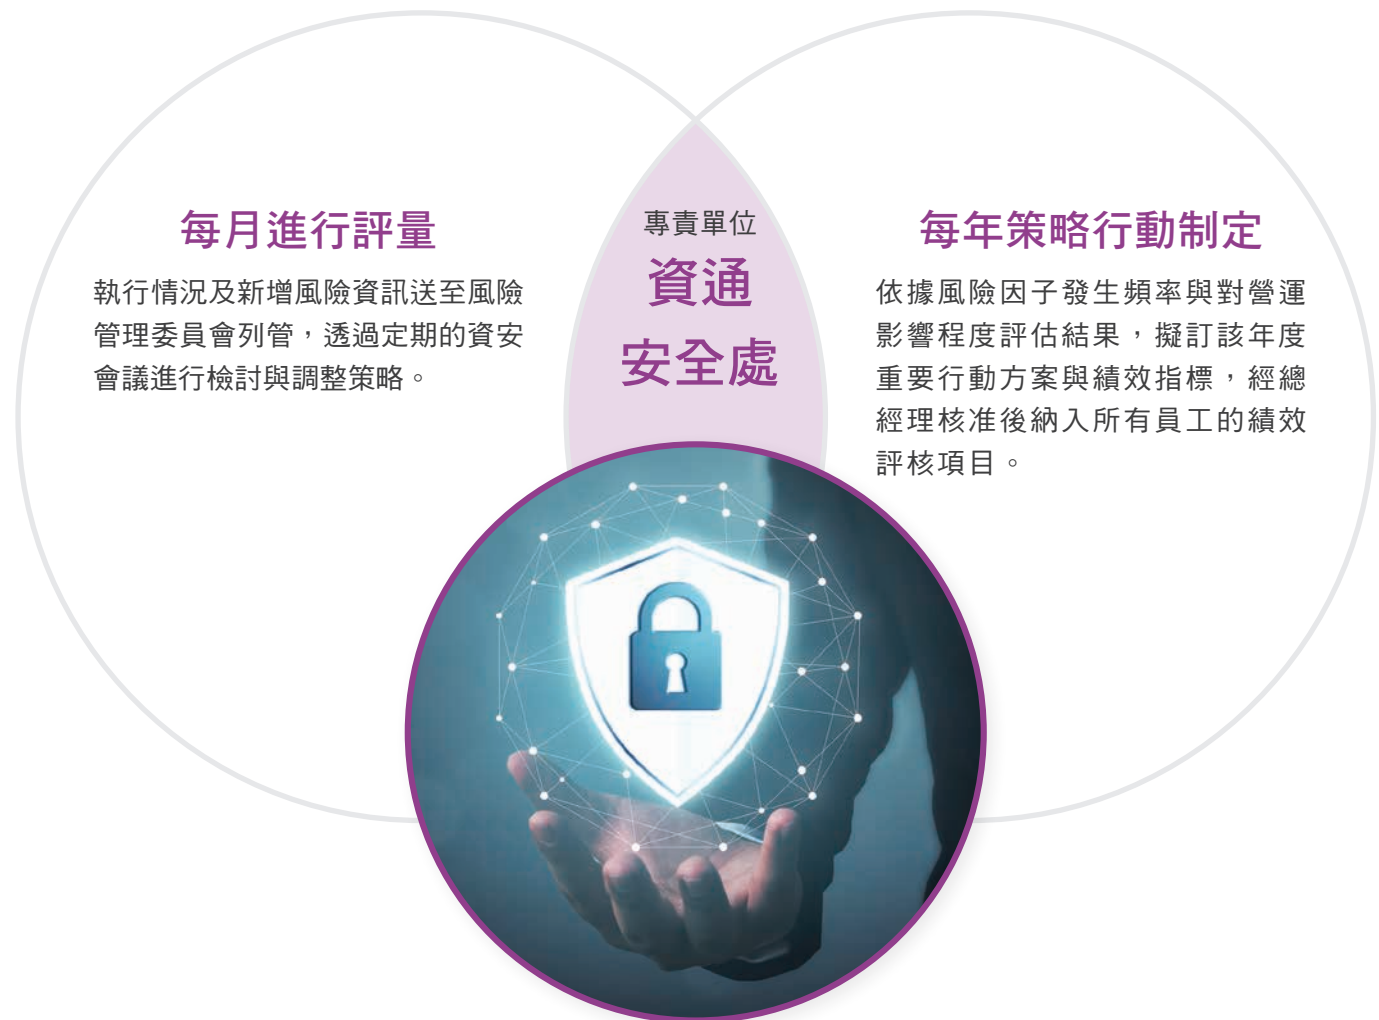 每月進行評量
執行情況及新增風險資訊送至風險
管理委員會列管，透過定期的資安
會議進行檢討與調整策略。
專責單位
資通
安全處
每年策略行動制定
依據風險因子發生頻率與對營運
影響程度評估結果，擬訂該年度
重要行動方案與績效指標，經總
經理核准後納入所有員工的績效
評核項目。